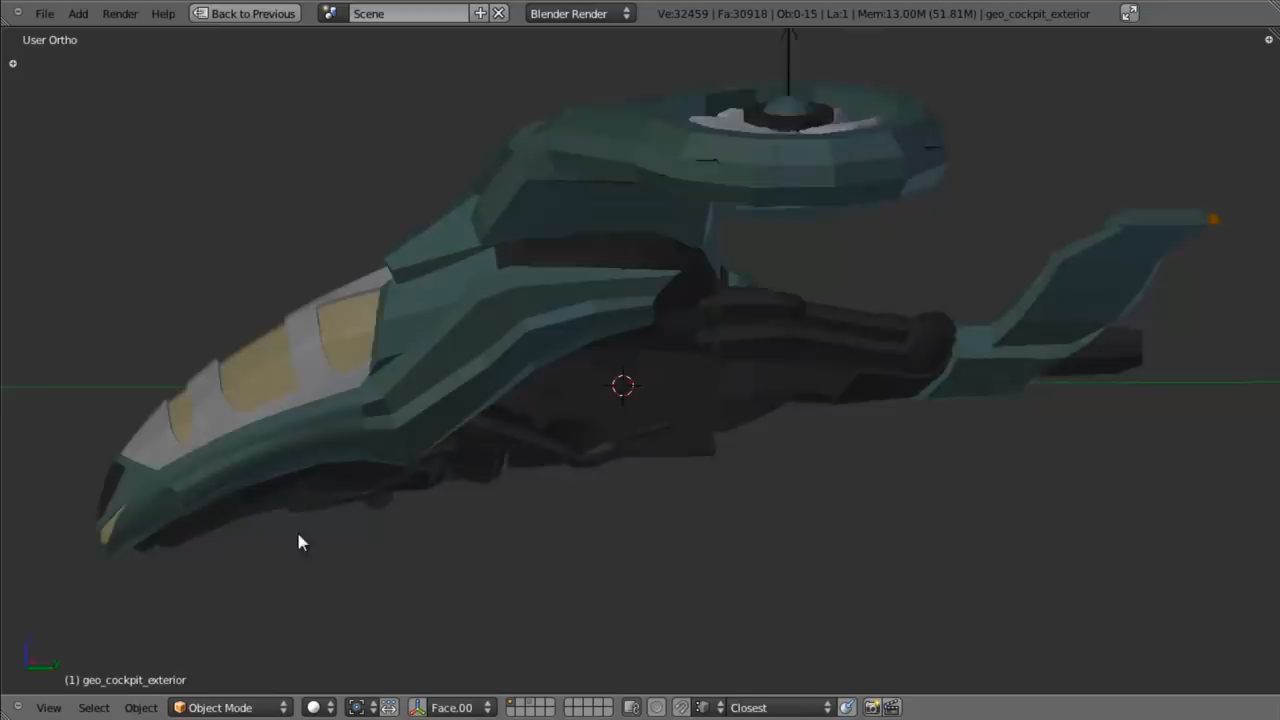 File Add Render Help Back to Previous Scene Blender Render Ve:32459 | Fa:30918 | Ob:0-15 | La:1 | Mem:13.00M (51.81M) | geo_cockpit_exterior
User Ortho
(1) geo_cockpit_exterior
View Select Object Object Mode Face.00 Closest